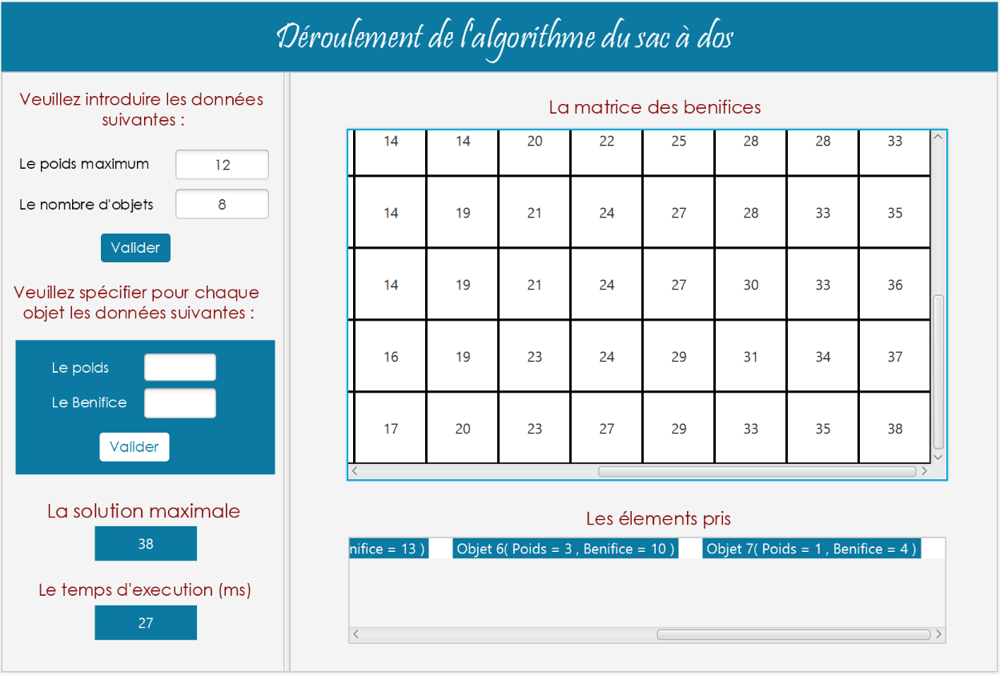 Déroulement de l'algorithme du sac à dos
Veuillez introduire les données
suivantes :
Le poids maximum 12
Le nombre d'objets 8
Valider
Veuillez spécifier pour chaque
objet les données suivantes :
Le poids
Le Benifice
Valider
La solution maximale
38
Le temps d'execution (ms)
27
La matrice des benifices
14 14 20 22 25 28 28 33
14 19 21 24 27 28 33 35
14 19 21 24 27 30 33 36
16 19 23 24 29 31 34 37
17 20 23 27 29 33 35 38
Les élements pris
nifice = 13 ) Objet 6( Poids = 3 , Benifice = 10 ) Objet 7( Poids = 1 , Benifice = 4 )